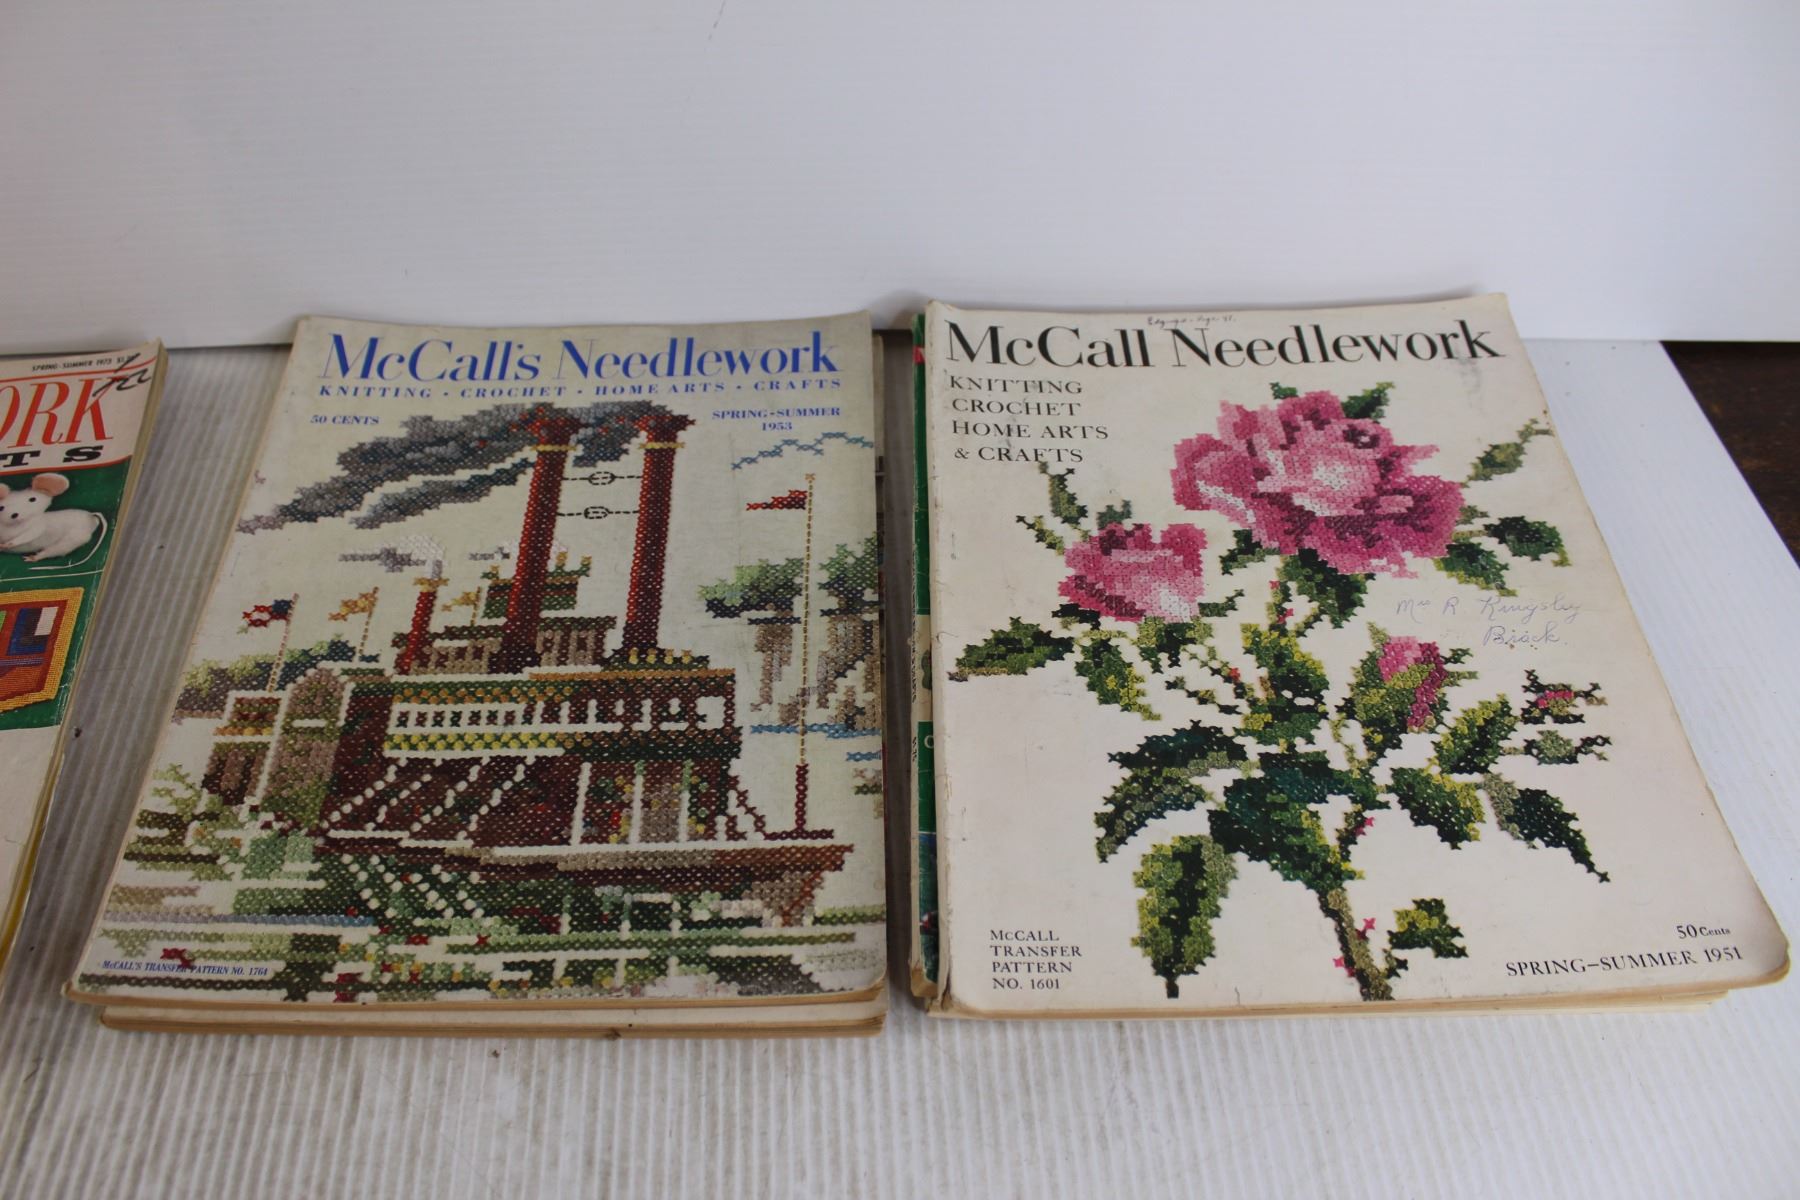 SPRING-SUMMER 1973
ORK
TS
McCall's Needlework
KNITTING • CROCHET • HOME ARTS • CRAFTS
50 CENTS
SPRING-SUMMER
1953
McCALL'S TRANSFER PATTERN NO. 1764
McCall Needlework
KNITTING
CROCHET
HOME ARTS
& CRAFTS
R. Kingsley
Brack.
McCALL
TRANSFER
PATTERN
NO. 1601
50 Cents
SPRING-SUMMER 1951